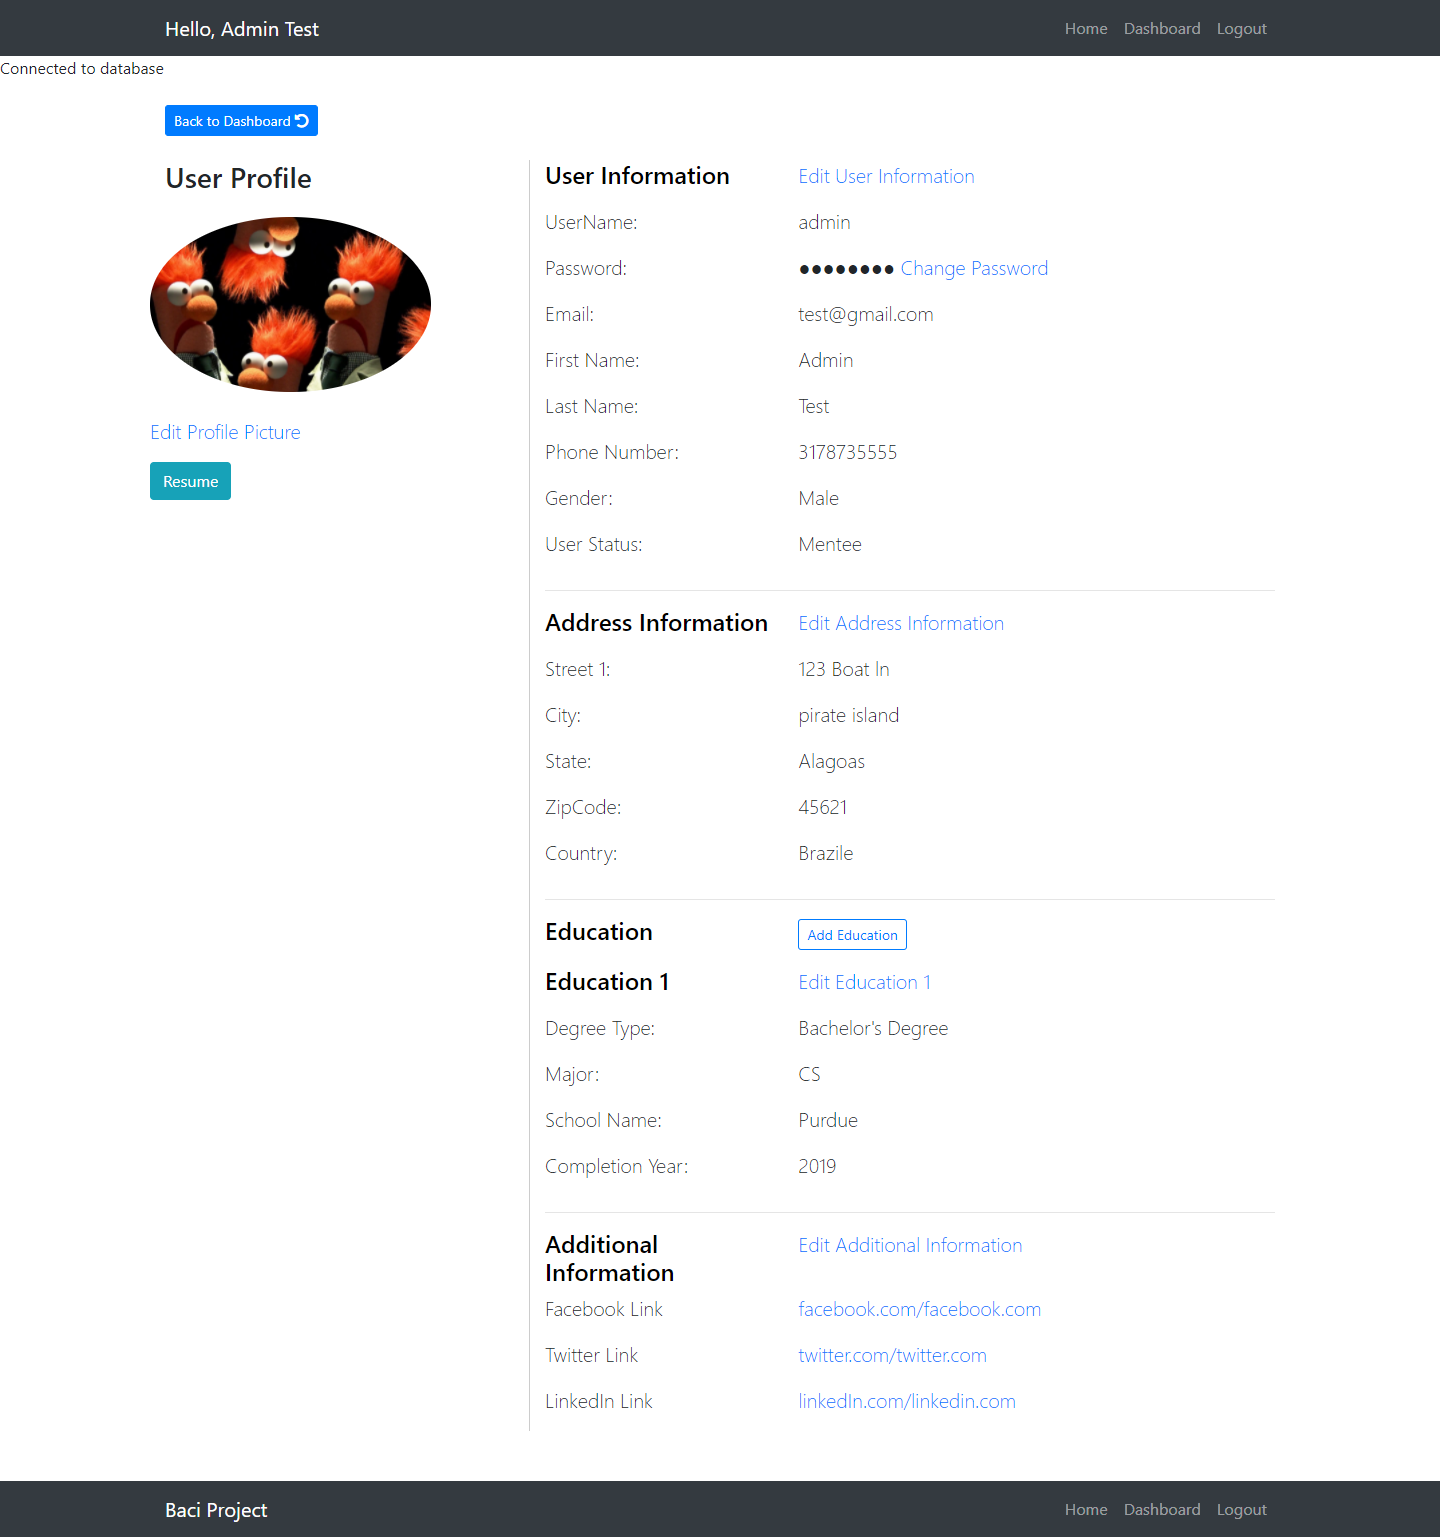 Hello, Admin Test
Home Dashboard Logout
Connected to database
Back to Dashboard
User Profile
Edit Profile Picture
Resume
User Information Edit User Information
UserName: admin
Password: ●●●●●●●● Change Password
Email: test@gmail.com
First Name: Admin
Last Name: Test
Phone Number: 3178735555
Gender: Male
User Status: Mentee
Address Information Edit Address Information
Street 1: 123 Boat ln
City: pirate island
State: Alagoas
ZipCode: 45621
Country: Brazile
Education Add Education
Education 1 Edit Education 1
Degree Type: Bachelor's Degree
Major: CS
School Name: Purdue
Completion Year: 2019
Additional Information Edit Additional Information
Facebook Link facebook.com/facebook.com
Twitter Link twitter.com/twitter.com
LinkedIn Link linkedIn.com/linkedin.com
Baci Project
Home Dashboard Logout